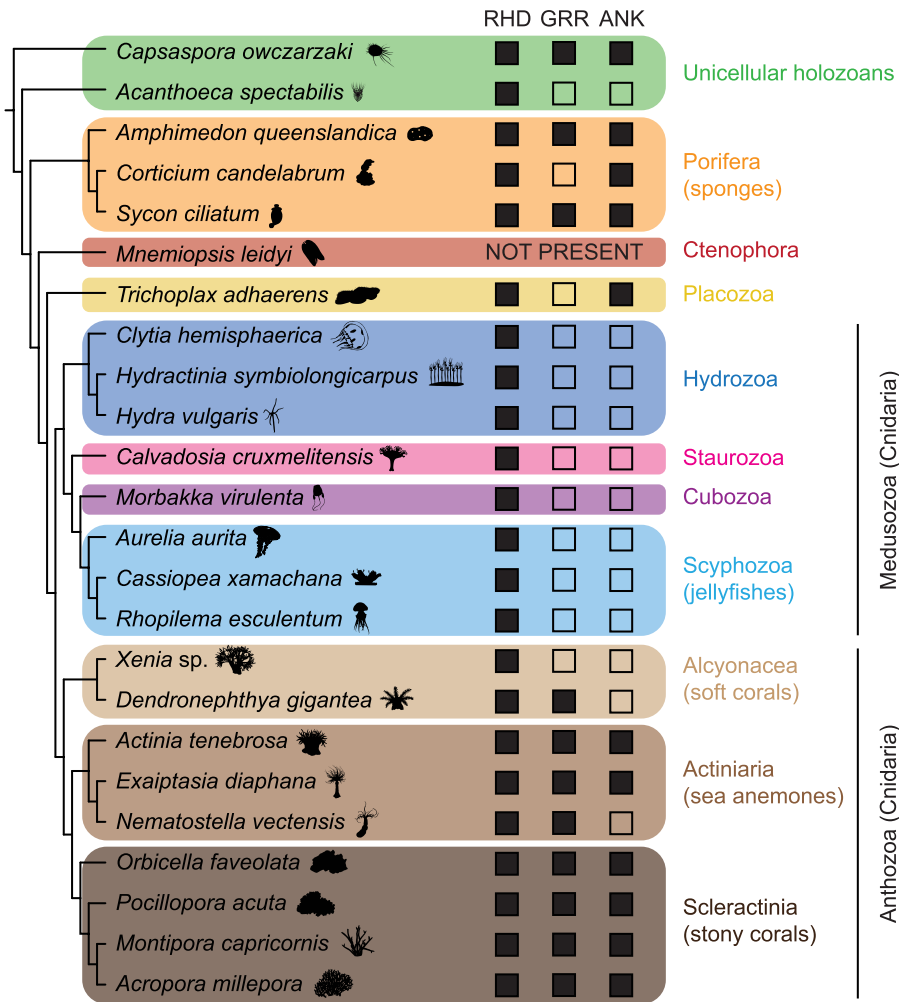 RHD GRR ANK
Capsaspora owczarzaki
Acanthoeca spectabilis
Unicellular holozoans
Amphimedon queenslandica
Corticium candelabrum
Sycon ciliatum
Porifera
(sponges)
Mnemiopsis leidyi
NOT PRESENT
Ctenophora
Trichoplax adhaerens
Placozoa
Clytia hemisphaerica
Hydractinia symbiolongicarpus
Hydra vulgaris
Hydrozoa
Calvadosia cruxmelitensis
Staurozoa
Morbakka virulenta
Cubozoa
Aurelia aurita
Cassiopea xamachana
Rhopilema esculentum
Scyphozoa
(jellyfishes)
Medusozoa (Cnidaria)
Xenia sp.
Dendronephthya gigantea
Alcyonacea
(soft corals)
Actinia tenebrosa
Exaiptasia diaphana
Nematostella vectensis
Actiniaria
(sea anemones)
Orbicella faveolata
Pocillopora acuta
Montipora capricornis
Acropora millepora
Scleractinia
(stony corals)
Anthozoa (Cnidaria)